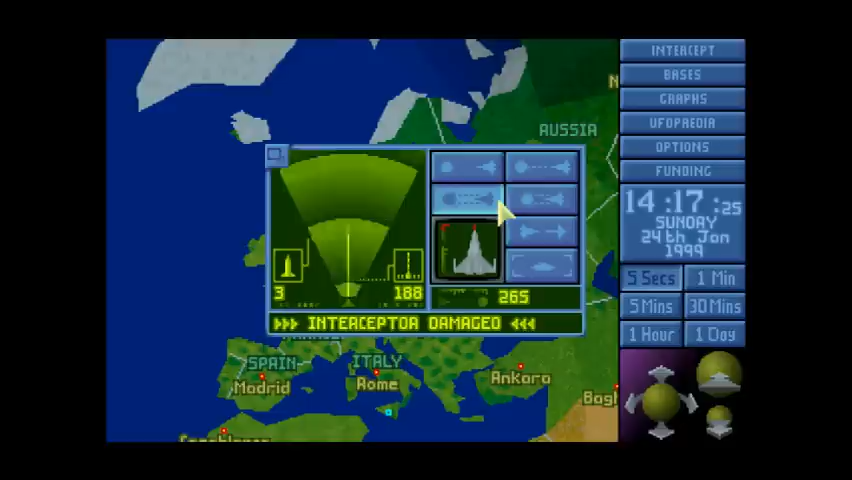 INTERCEPT
BASES
GRAPHS
UFOPAEDIA
OPTIONS
FUNDING
14:17:25
SUNDAY
24th Jan
1999
5 Secs 1 Min
5 Mins 30 Mins
1 Hour 1 Day
RUSSIA
3 188
265
>>> INTERCEPTOR DAMAGED <<<
SPAIN
Madrid
ITALY
Rome
Ankara